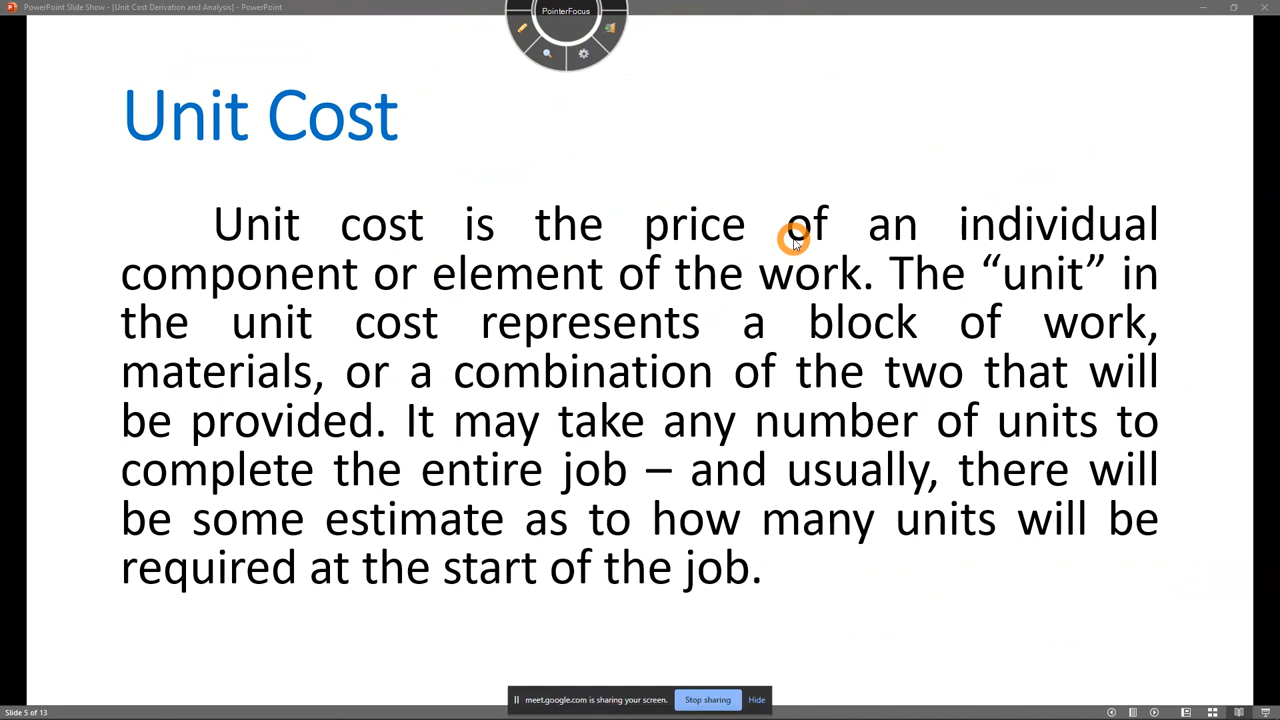 PowerPoint Slide Show - [Unit Cost Derivation and Analysis] - PowerPoint
PointerFocus
Unit Cost
Unit cost is the price of an individual
component or element of the work. The “unit” in
the unit cost represents a block of work,
materials, or a combination of the two that will
be provided. It may take any number of units to
complete the entire job – and usually, there will
be some estimate as to how many units will be
required at the start of the job.
meet.google.com is sharing your screen. Stop sharing Hide
Slide 5 of 13